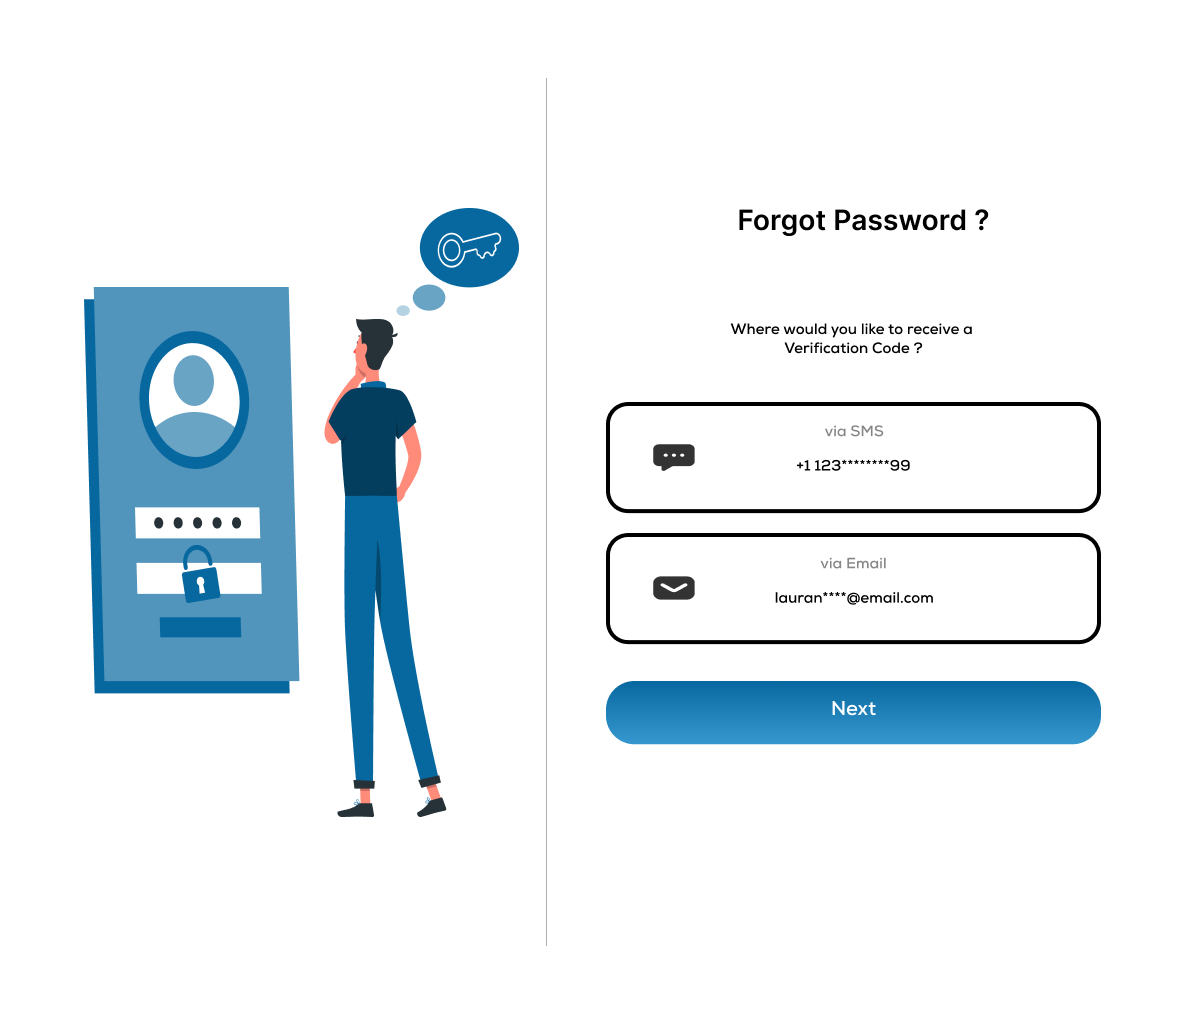 Forgot Password ?
Where would you like to receive a
Verification Code ?
via SMS
+1 123********99
via Email
lauran****@email.com
Next